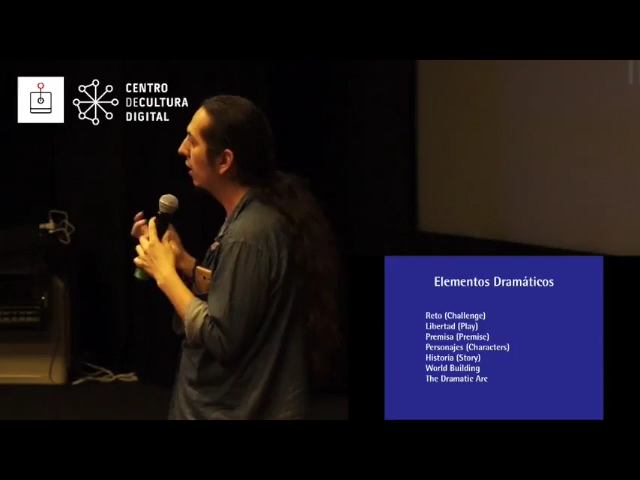 CENTRO
DECULTURA
DIGITAL
Elementos Dramáticos
Reto (Challenge)
Libertad (Play)
Premisa (Premise)
Personajes (Characters)
Historia (Story)
World Building
The Dramatic Arc